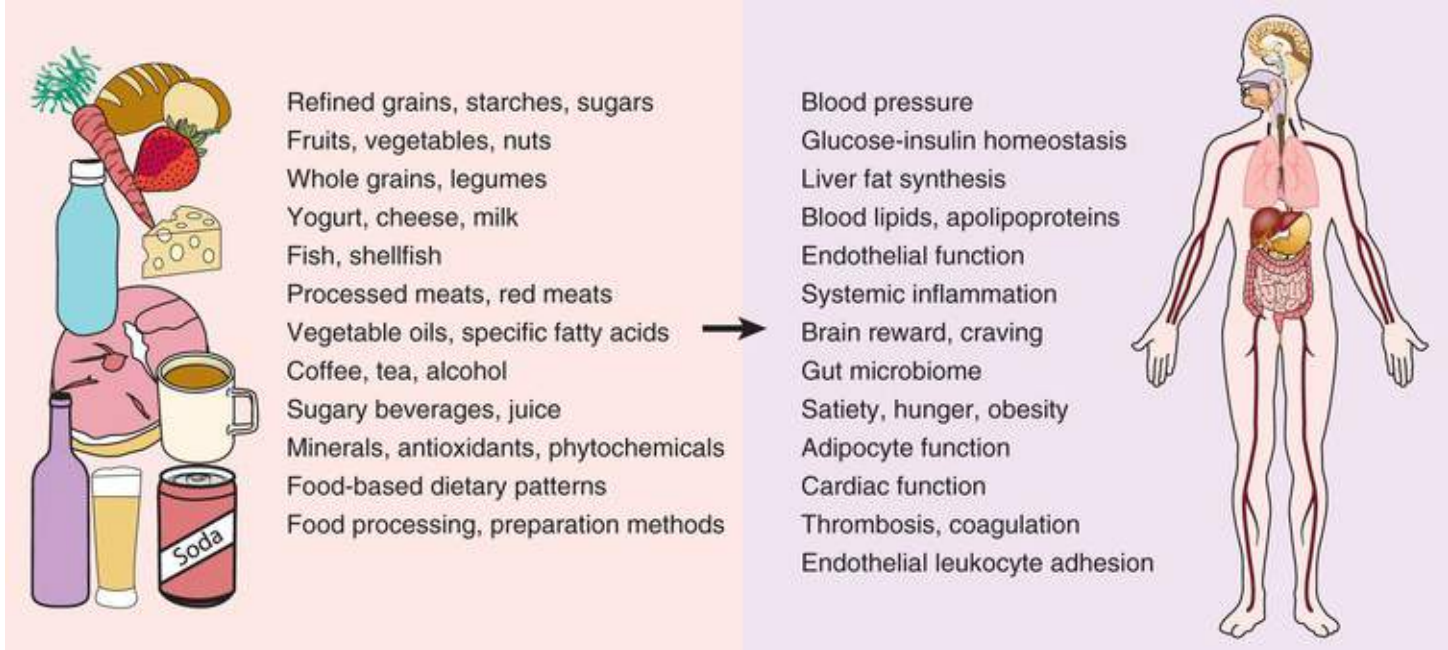 Refined grains, starches, sugars
Fruits, vegetables, nuts
Whole grains, legumes
Yogurt, cheese, milk
Fish, shellfish
Processed meats, red meats
Vegetable oils, specific fatty acids
Coffee, tea, alcohol
Sugary beverages, juice
Minerals, antioxidants, phytochemicals
Food-based dietary patterns
Food processing, preparation methods
Soda
Blood pressure
Glucose-insulin homeostasis
Liver fat synthesis
Blood lipids, apolipoproteins
Endothelial function
Systemic inflammation
Brain reward, craving
Gut microbiome
Satiety, hunger, obesity
Adipocyte function
Cardiac function
Thrombosis, coagulation
Endothelial leukocyte adhesion